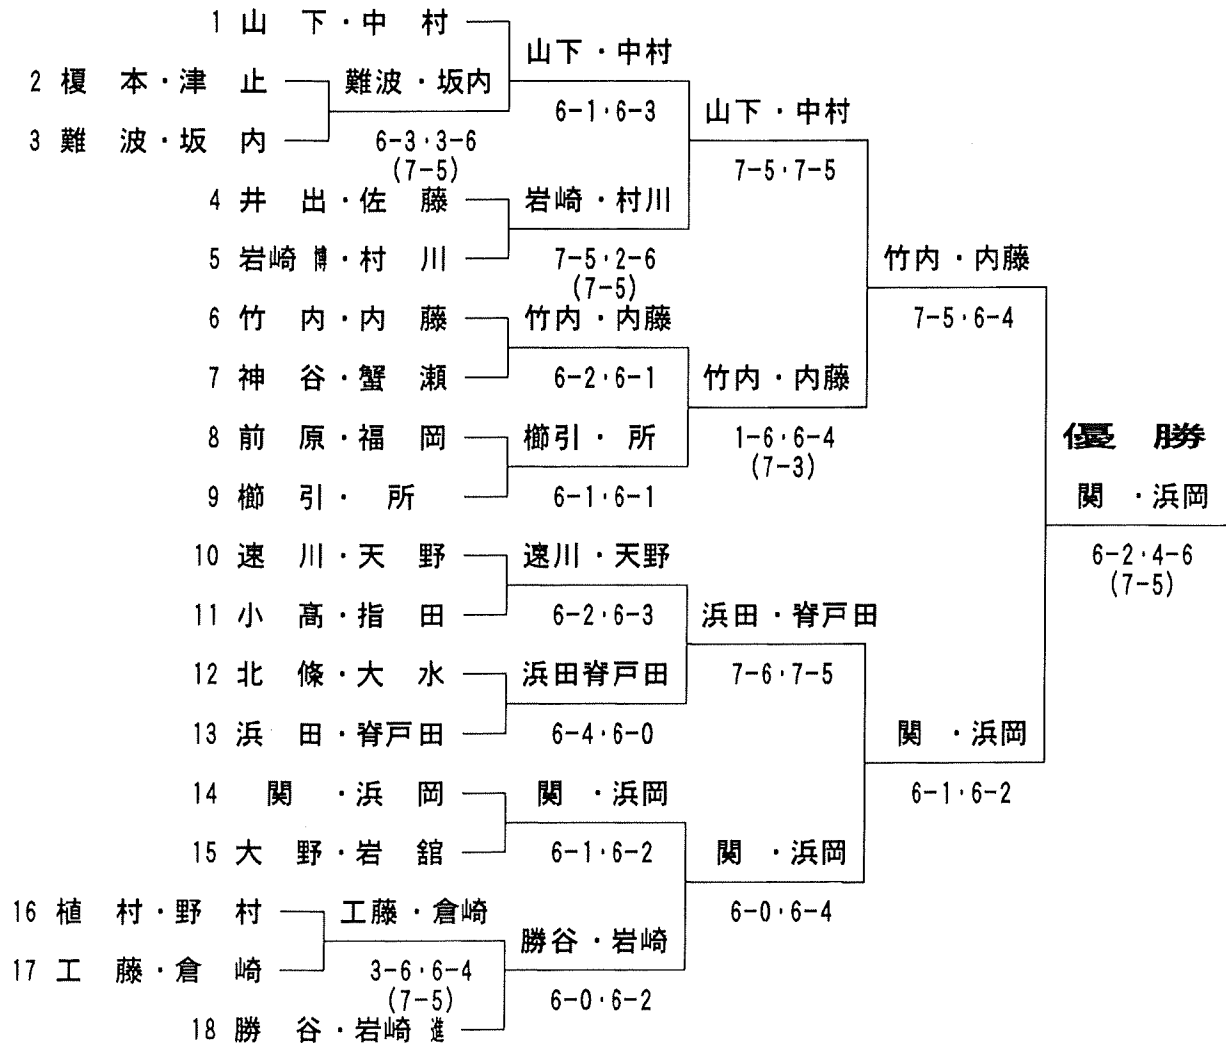 1 山 下・中 村
山下・中村
2 榎 本・津 止
難波・坂内
6-1・6-3
山下・中村
3 難 波・坂 内
6-3・3-6
(7-5)
7-5・7-5
4 井 出・佐 藤
岩崎・村川
5 岩崎 博・村 川
7-5・2-6
(7-5)
竹内・内藤
6 竹 内・内 藤
竹内・内藤
7-5・6-4
7 神 谷・蟹 瀬
6-2・6-1
竹内・内藤
8 前 原・福 岡
櫛引・ 所
1-6・6-4
(7-3)
優 勝
9 櫛 引・ 所
6-1・6-1
関 ・浜岡
10 速 川・天 野
速川・天野
6-2・4-6
(7-5)
11 小 高・指 田
6-2・6-3
浜田・脊戸田
12 北 條・大 水
浜田脊戸田
7-6・7-5
13 浜 田・脊戸田
6-4・6-0
関 ・浜岡
14 関 ・浜 岡
関 ・浜岡
6-1・6-2
15 大 野・岩 舘
6-1・6-2
関 ・浜岡
16 植 村・野 村
工藤・倉崎
6-0・6-4
勝谷・岩崎
17 工 藤・倉 崎
3-6・6-4
(7-5)
6-0・6-2
18 勝 谷・岩崎 進